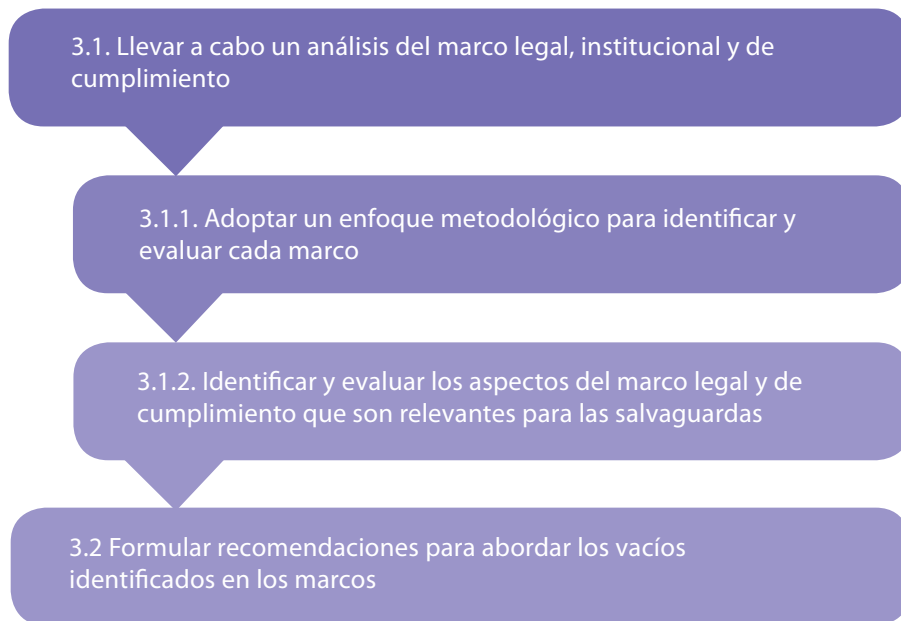 3.1. Llevar a cabo un análisis del marco legal, institucional y de
cumplimiento
3.1.1. Adoptar un enfoque metodológico para identificar y
evaluar cada marco
3.1.2. Identificar y evaluar los aspectos del marco legal y de
cumplimiento que son relevantes para las salvaguardas
3.2 Formular recomendaciones para abordar los vacíos
identificados en los marcos